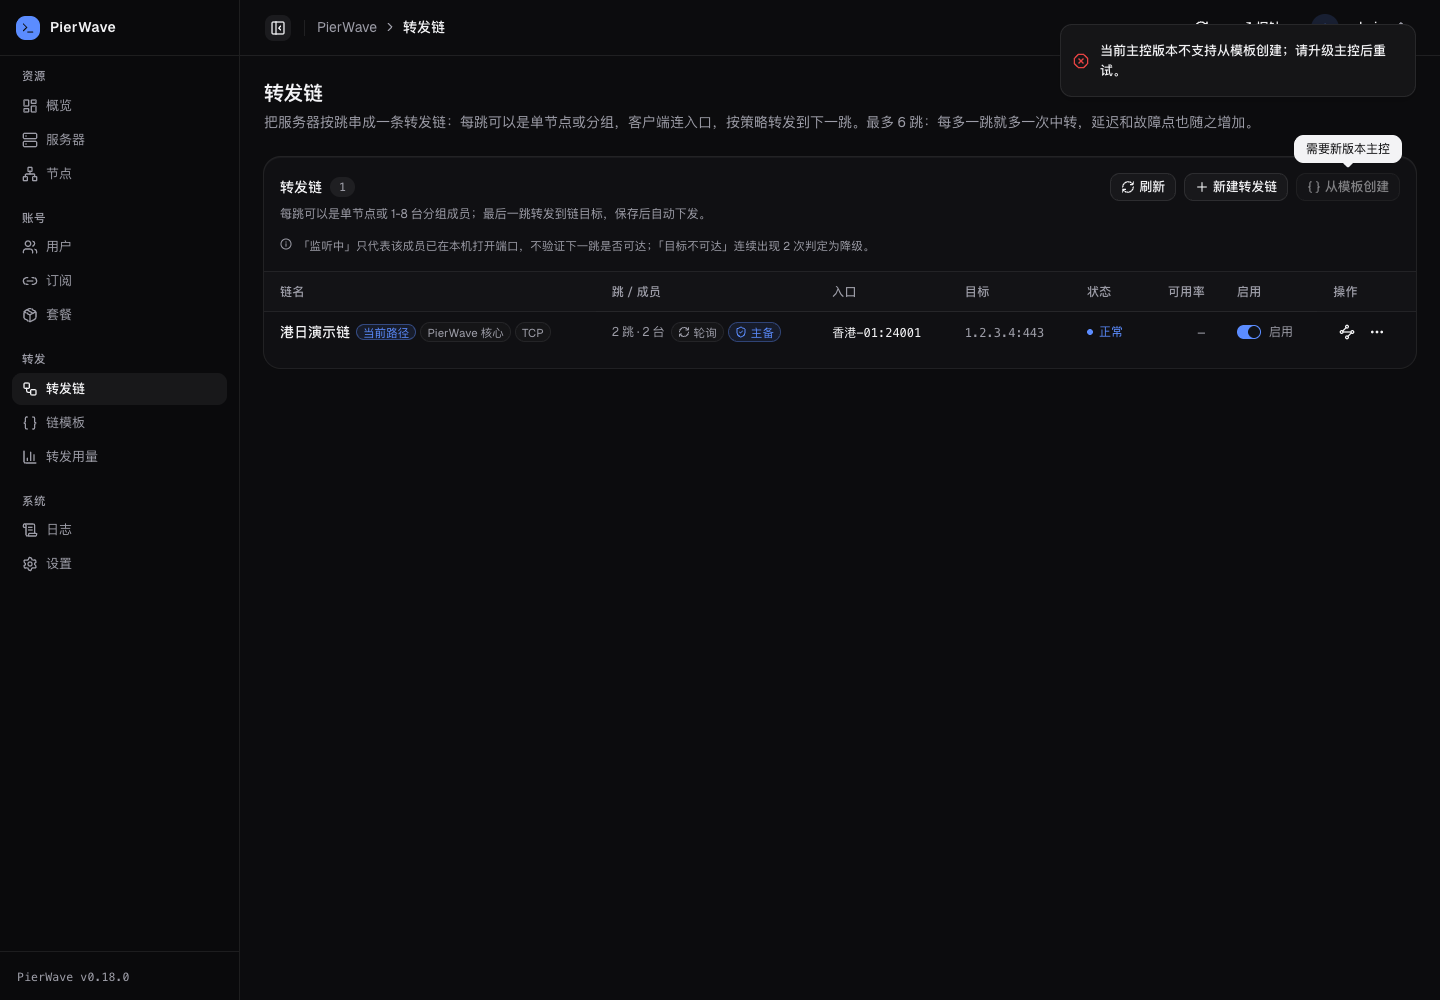 PierWave
PierWave > 转发链
当前主控版本不支持从模板创建；请升级主控后重
试。
资源
概览
服务器
节点
账号
用户
订阅
套餐
转发
转发链
链模板
转发用量
系统
日志
设置
PierWave v0.18.0
转发链
把服务器按跳串成一条转发链：每跳可以是单节点或分组，客户端连入口，按策略转发到下一跳。最多 6 跳：每多一跳就多一次中转，延迟和故障点也随之增加。
需要新版本主控
转发链 1
刷新 新建转发链 从模板创建
每跳可以是单节点或 1-8 台分组成员；最后一跳转发到链目标，保存后自动下发。
「监听中」只代表该成员已在本机打开端口，不验证下一跳是否可达；「目标不可达」连续出现 2 次判定为降级。
链名 跳 / 成员 入口 目标 状态 可用率 启用 操作
港日演示链 当前路径 PierWave 核心 TCP 2 跳 · 2 台 轮询 主备 香港-01:24001 1.2.3.4:443 正常 – 启用